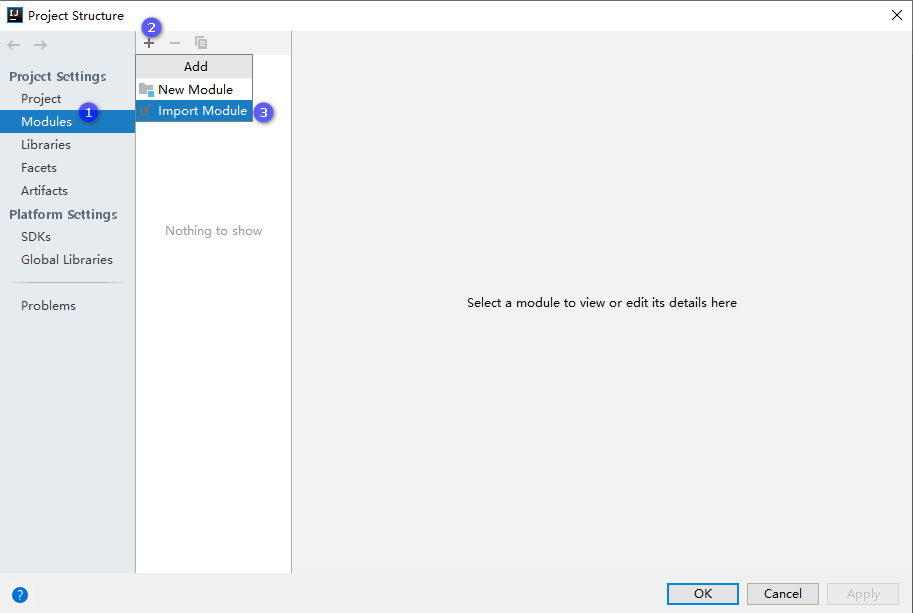 Project Structure
2
Add
Project Settings
New Module
Project
Import Module
3
1
Modules
Libraries
Facets
Artifacts
Platform Settings
SDKs
Nothing to show
Global Libraries
Problems
Select a module to view or edit its details here
?
OK
Cancel
Apply